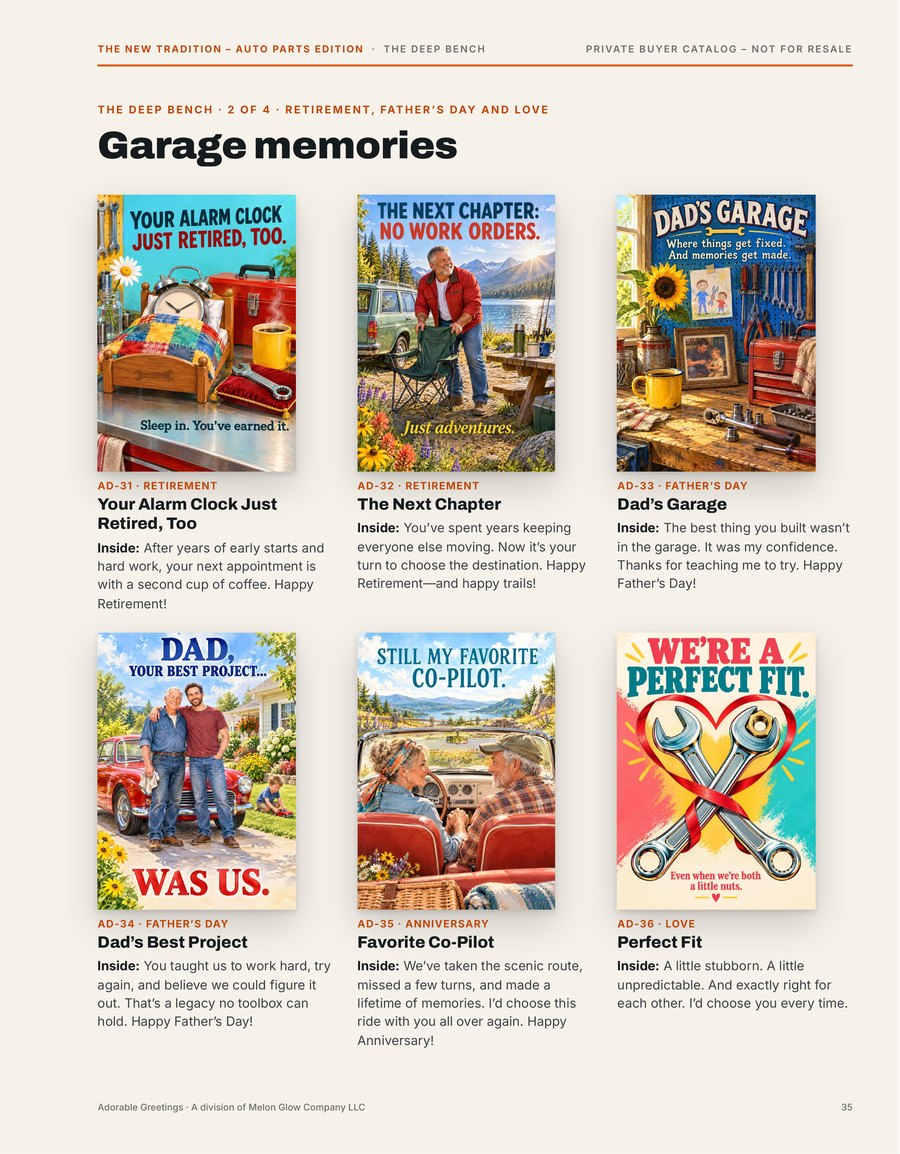 THE NEW TRADITION – AUTO PARTS EDITION · THE DEEP BENCH
PRIVATE BUYER CATALOG – NOT FOR RESALE
THE DEEP BENCH · 2 OF 4 · RETIREMENT, FATHER’S DAY AND LOVE
Garage memories
YOUR ALARM CLOCK
JUST RETIRED, TOO.
Sleep in. You’ve earned it.
AD-31 · RETIREMENT
Your Alarm Clock Just
Retired, Too
Inside: After years of early starts and
hard work, your next appointment is
with a second cup of coffee. Happy
Retirement!
THE NEXT CHAPTER:
NO WORK ORDERS.
Just adventures.
AD-32 · RETIREMENT
The Next Chapter
Inside: You’ve spent years keeping
everyone else moving. Now it’s your
turn to choose the destination. Happy
Retirement—and happy trails!
DAD’S GARAGE
Where things get fixed.
And memories get made.
AD-33 · FATHER’S DAY
Dad’s Garage
Inside: The best thing you built wasn’t
in the garage. It was my confidence.
Thanks for teaching me to try. Happy
Father’s Day!
DAD,
YOUR BEST PROJECT...
WAS US.
AD-34 · FATHER’S DAY
Dad’s Best Project
Inside: You taught us to work hard, try
again, and believe we could figure it
out. That’s a legacy no toolbox can
hold. Happy Father’s Day!
STILL MY FAVORITE
CO-PILOT.
AD-35 · ANNIVERSARY
Favorite Co-Pilot
Inside: We’ve taken the scenic route,
missed a few turns, and made a
lifetime of memories. I’d choose this
ride with you all over again. Happy
Anniversary!
WE’RE A
PERFECT FIT.
Even when we’re both
a little nuts.
AD-36 · LOVE
Perfect Fit
Inside: A little stubborn. A little
unpredictable. And exactly right for
each other. I’d choose you every time.
Adorable Greetings · A division of Melon Glow Company LLC
35